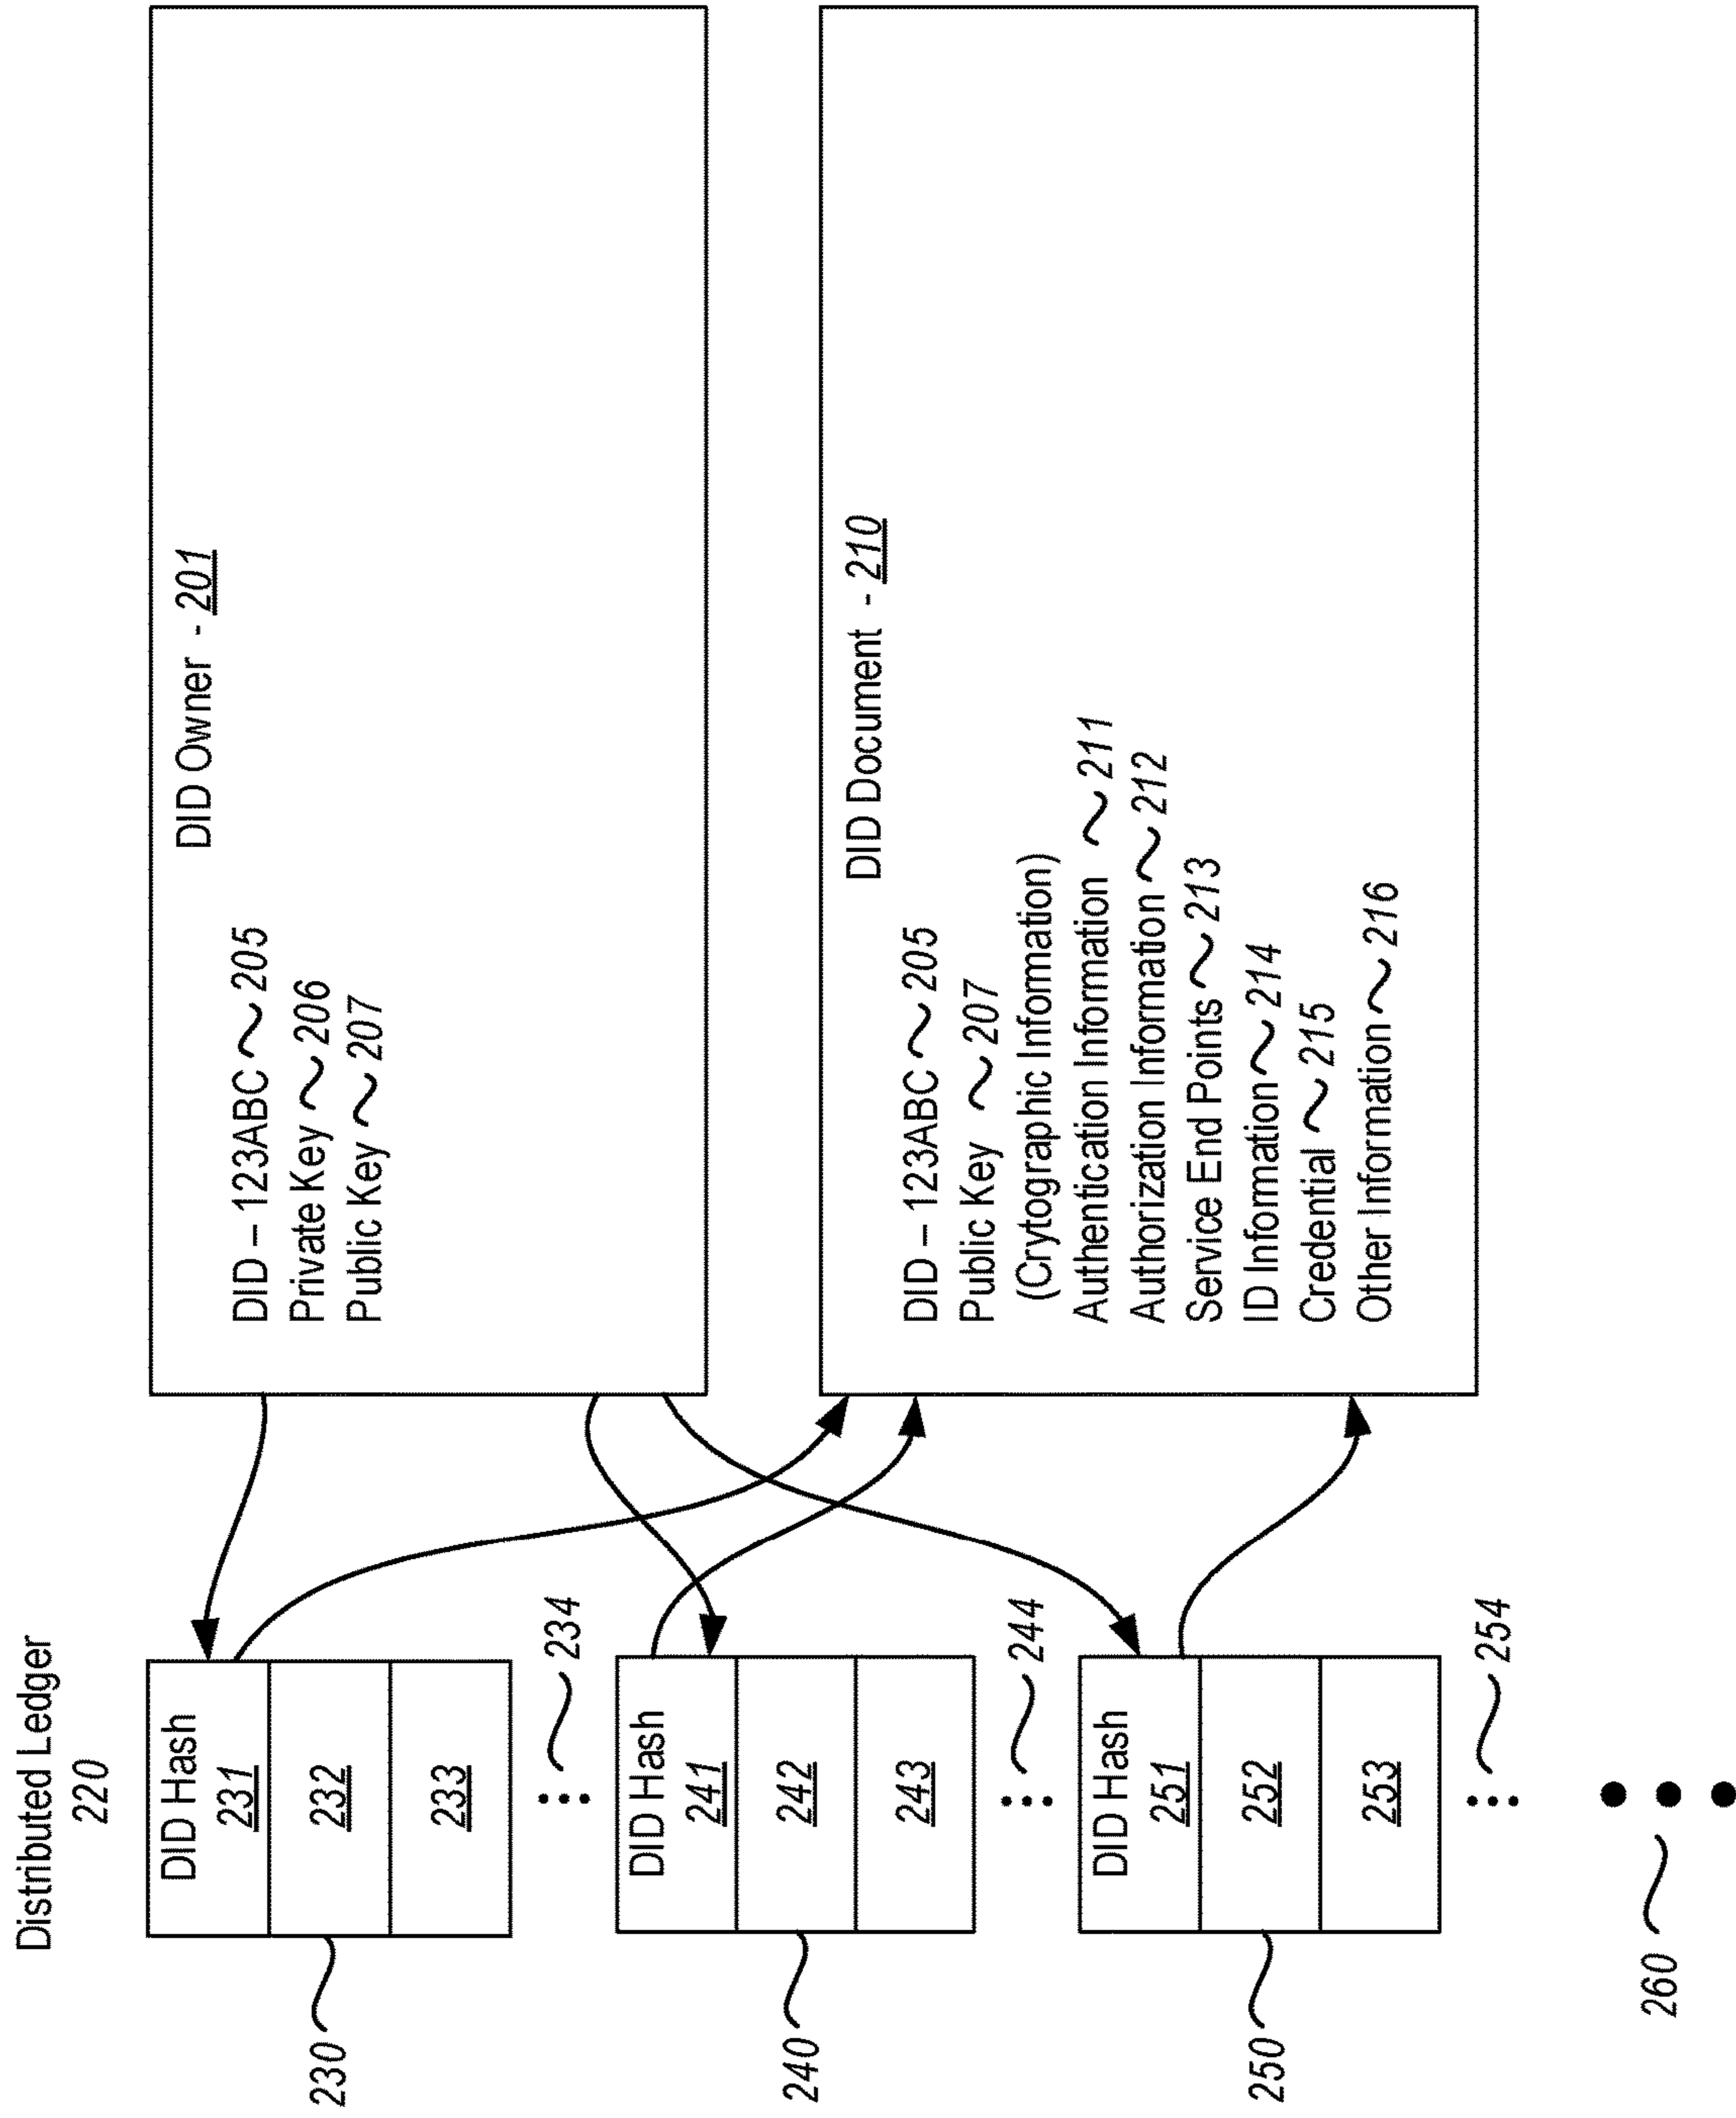 Distributed Ledger
220
DID Hash
231
232
233
234
230
DID Hash
241
242
243
244
240
DID Hash
251
252
253
254
250
260
DID Owner - 201
DID – 123ABC ~ 205
Private Key ~ 206
Public Key ~ 207
DID Document - 210
DID – 123ABC ~ 205
Public Key ~ 207
(Crytographic Information)
Authentication Information ~ 211
Authorization Information ~ 212
Service End Points ~ 213
ID Information ~ 214
Credential ~ 215
Other Information ~ 216